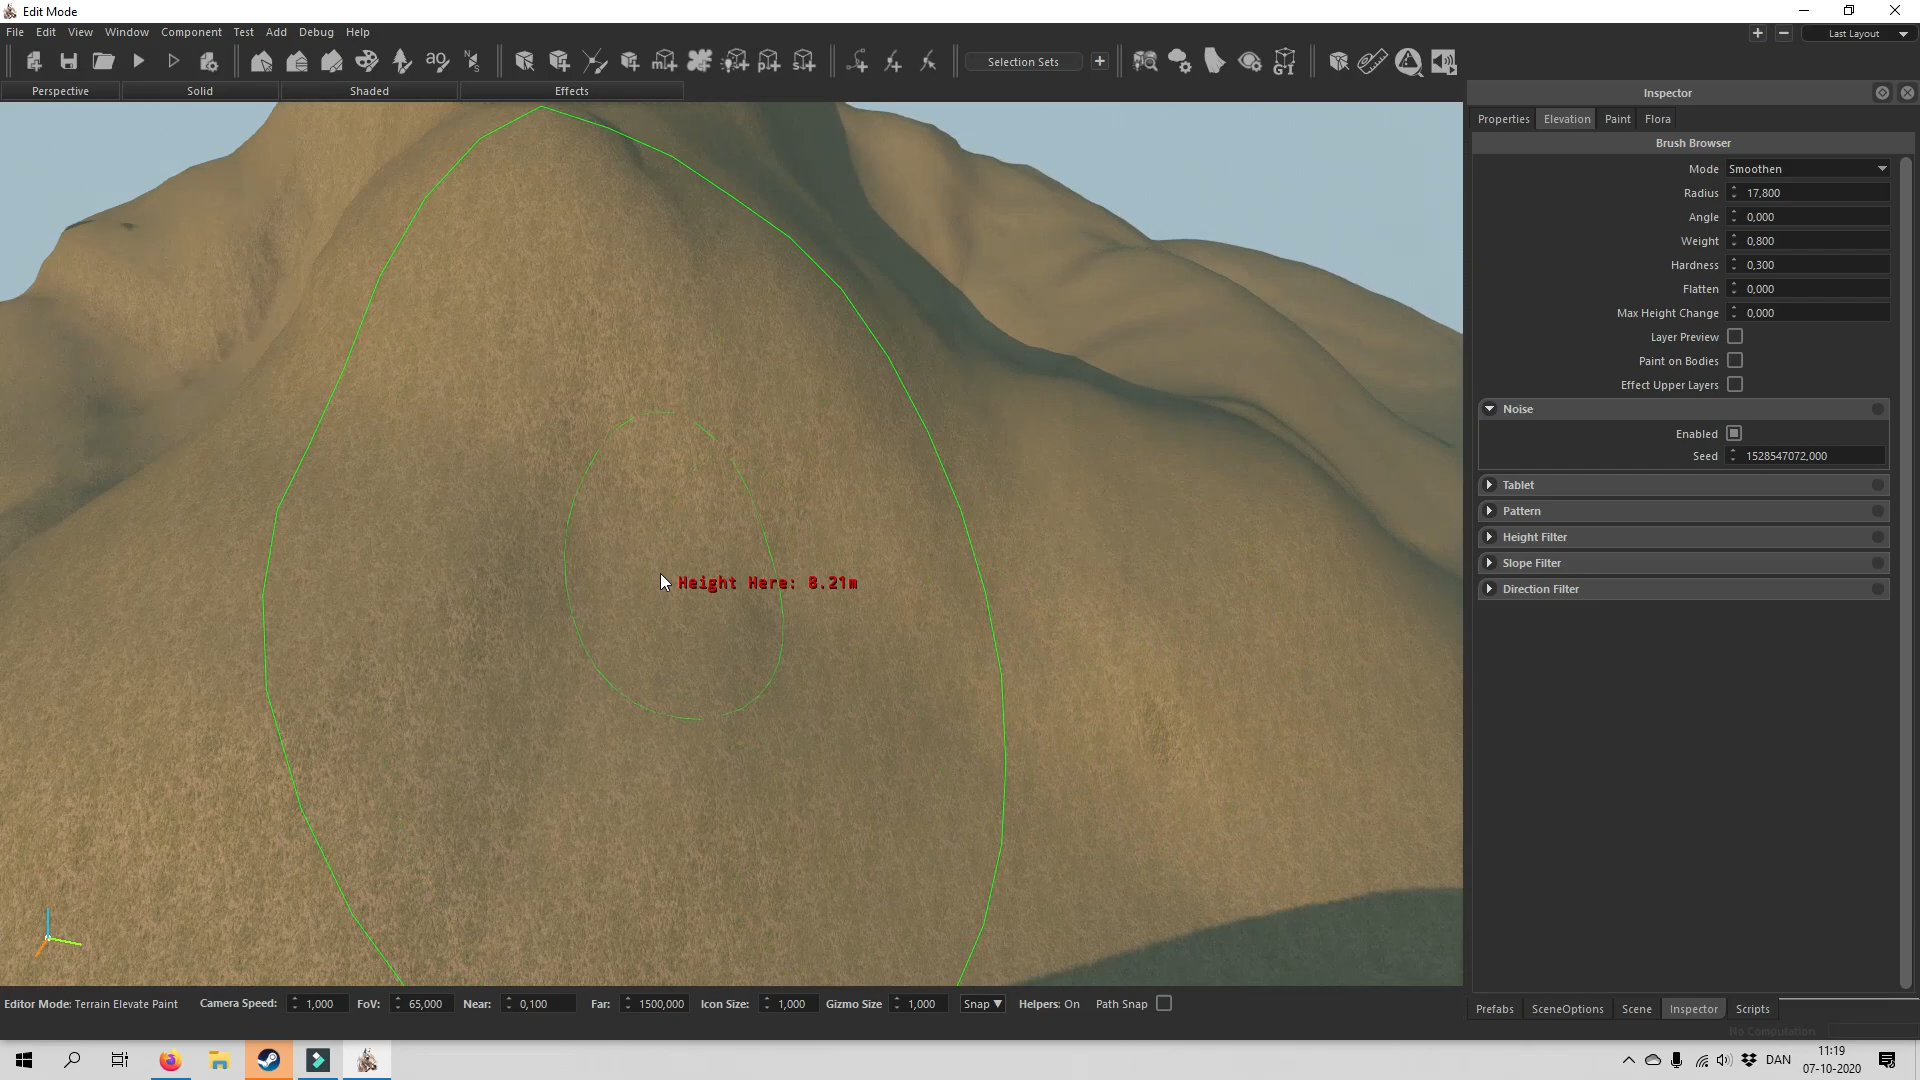 Edit Mode
File Edit View Window Component Test Add Debug Help
Last Layout
ao
N
S
m
p
s
Selection Sets
GI
Perspective Solid Shaded Effects
Inspector
Properties Elevation Paint Flora
Brush Browser
Mode Smoothen
Radius 17,800
Angle 0,000
Weight 0,800
Hardness 0,300
Flatten 0,000
Max Height Change 0,000
Layer Preview
Paint on Bodies
Effect Upper Layers
Noise
Enabled
Seed 1528547072,000
Tablet
Pattern
Height Filter
Slope Filter
Direction Filter
Height Here: 8.21m
Editor Mode: Terrain Elevate Paint Camera Speed: 1,000 FoV: 65,000 Near: 0,100 Far: 1500,000 Icon Size: 1,000 Gizmo Size 1,000 Snap Helpers: On Path Snap
Prefabs SceneOptions Scene Inspector Scripts
No Computation
DAN
11:19
07-10-2020